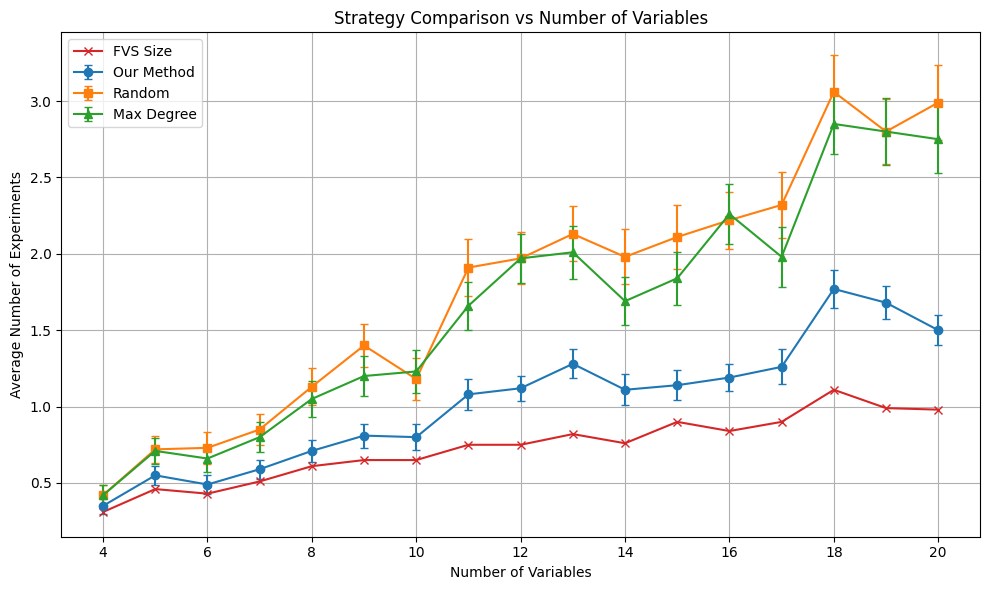 Strategy Comparison vs Number of Variables
FVS Size
Our Method
Random
Max Degree
Average Number of Experiments
3.0
2.5
2.0
1.5
1.0
0.5
4 6 8 10 12 14 16 18 20
Number of Variables